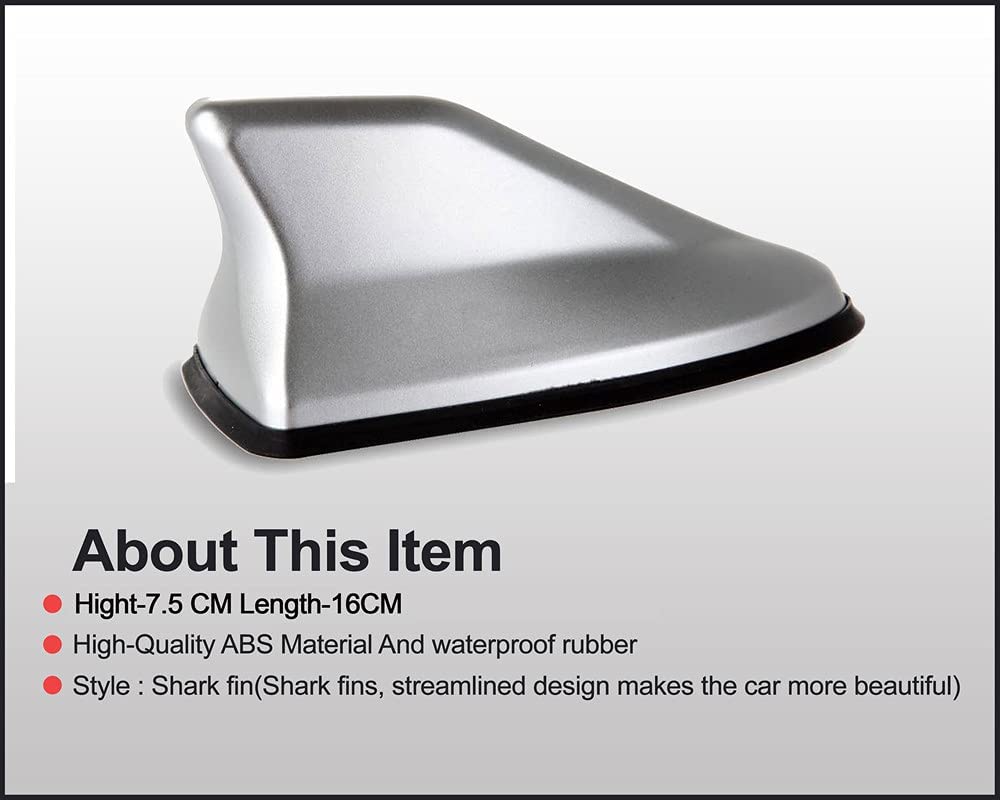 About This Item
Hight-7.5 CM Length-16CM
High-Quality ABS Material And waterproof rubber
Style : Shark fin(Shark fins, streamlined design makes the car more beautiful)